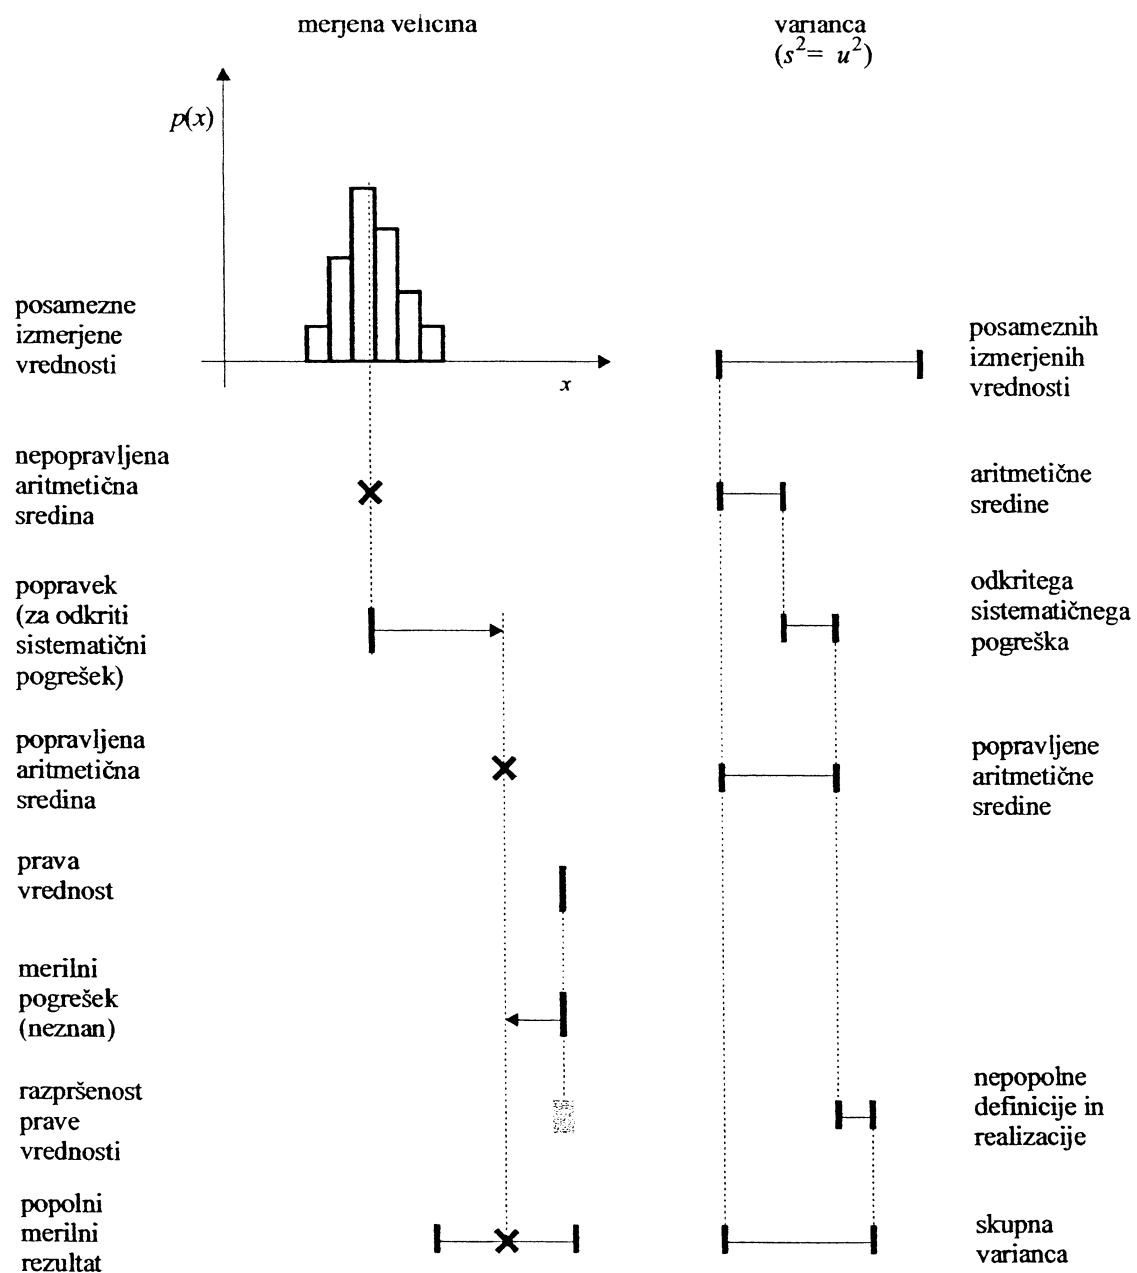 merjena veličina
varianca
(s²= u²)
p(x)
posamezne
izmerjene
vrednosti
x
posameznih
izmerjenih
vrednosti
nepopravljena
aritmetična
sredina
aritmetične
sredine
popravek
(za odkriti
sistematični
pogrešek)
odkritega
sistematičnega
pogreška
popravljena
aritmetična
sredina
popravljene
aritmetične
sredine
prava
vrednost
merilni
pogrešek
(neznan)
razpršenost
prave
vrednosti
nepopolne
definicije in
realizacije
popolni
merilni
rezultat
skupna
varianca